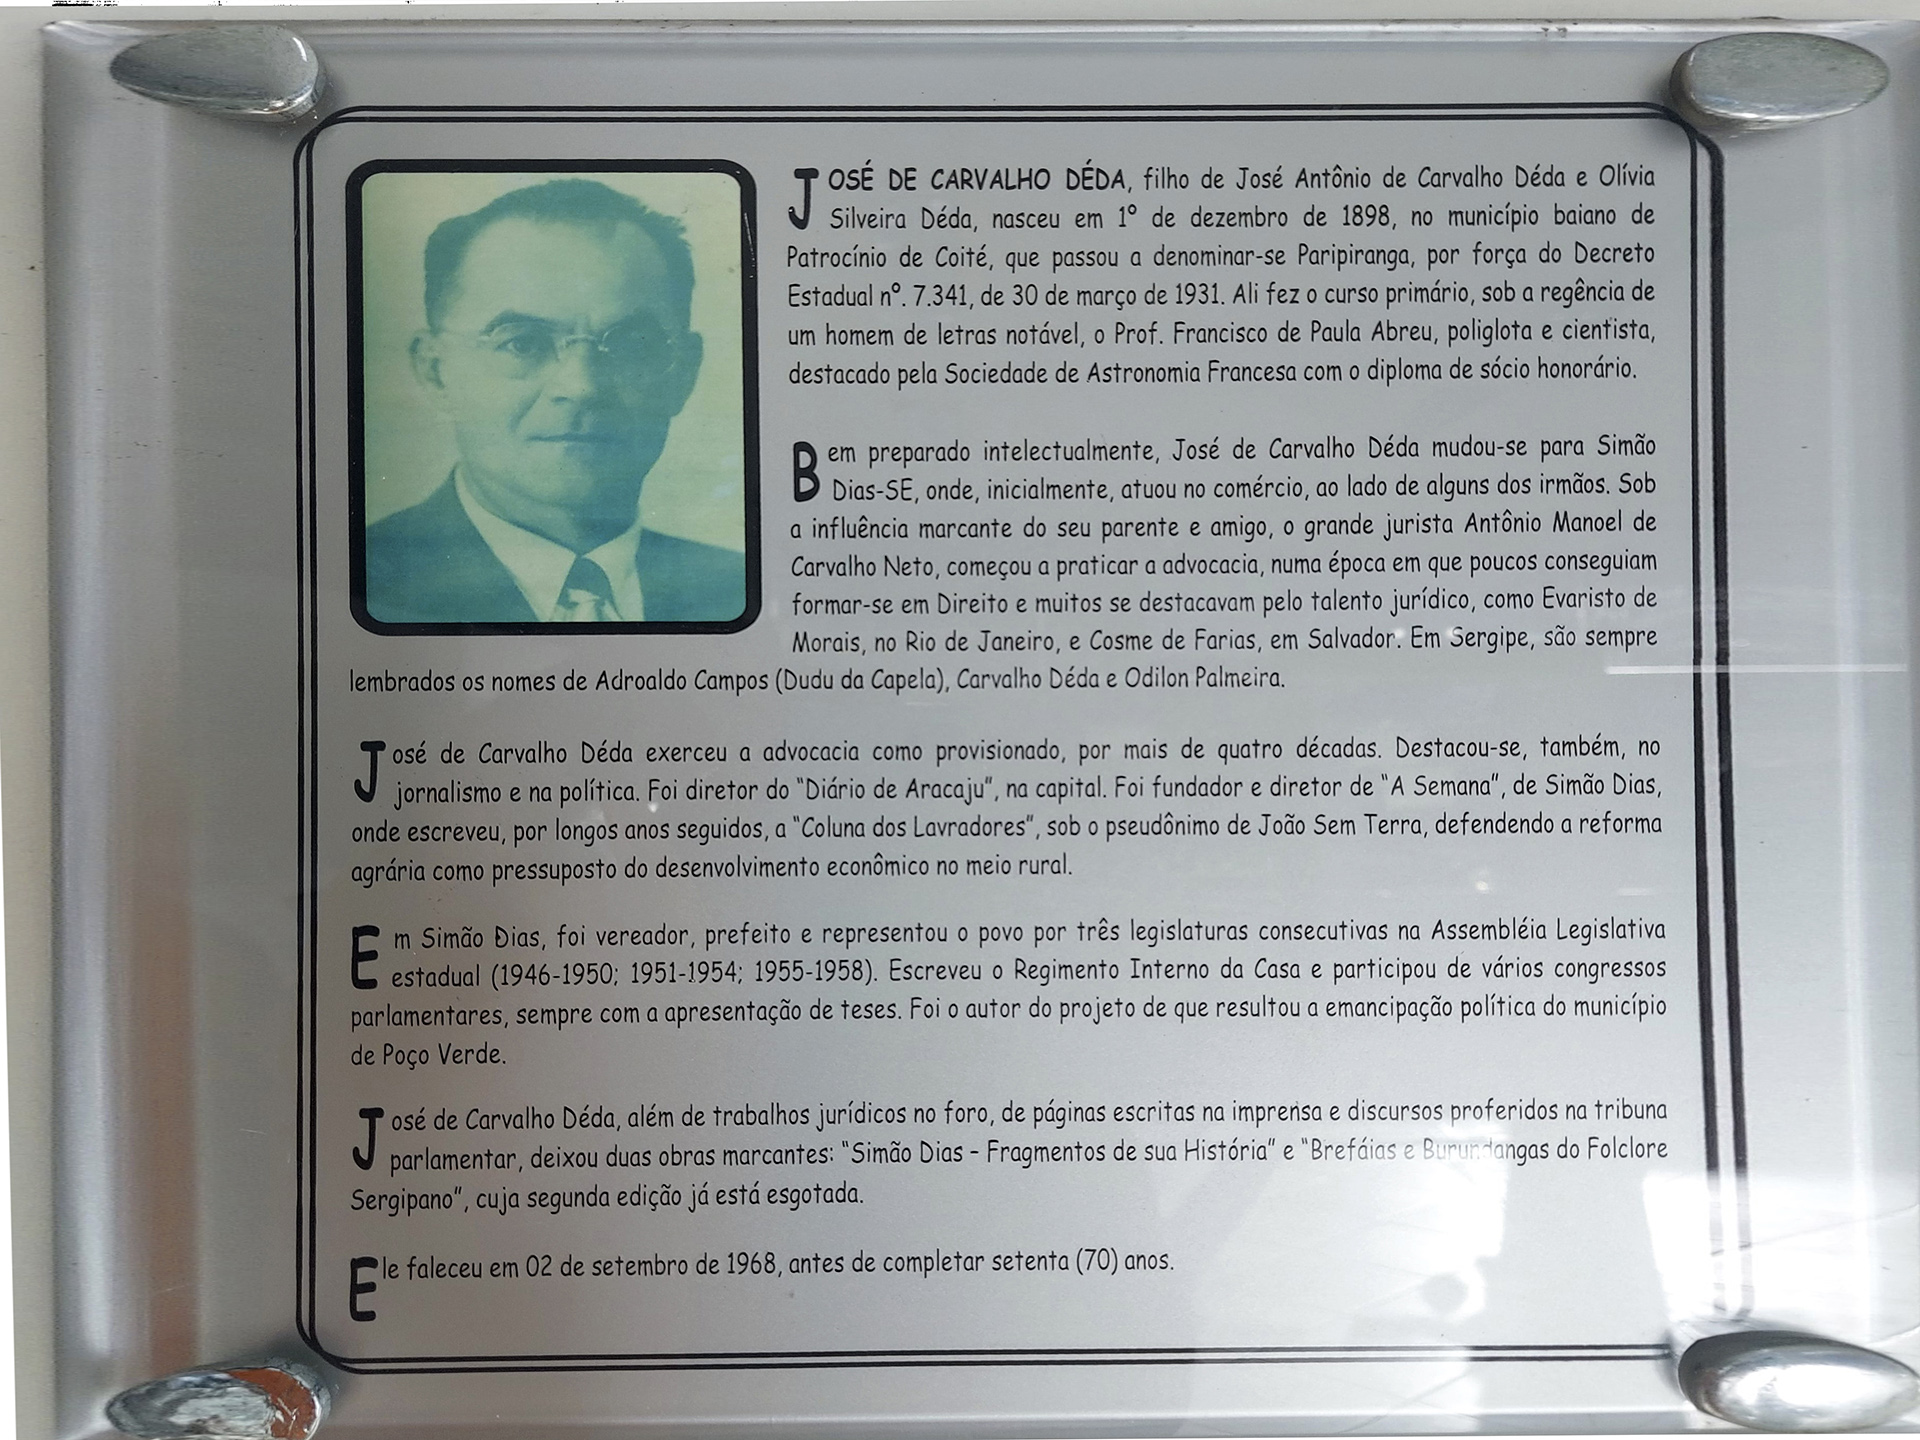 JOSÉ DE CARVALHO DÉDA, filho de José Antônio de Carvalho Déda e Olívia
Silveira Déda, nasceu em 1º de dezembro de 1898, no município baiano de
Patrocínio de Coité, que passou a denominar-se Paripiranga, por força do Decreto
Estadual nº. 7.341, de 30 de março de 1931. Ali fez o curso primário, sob a regência de
um homem de letras notável, o Prof. Francisco de Paula Abreu, poliglota e cientista,
destacado pela Sociedade de Astronomia Francesa com o diploma de sócio honorário.
Bem preparado intelectualmente, José de Carvalho Déda mudou-se para Simão
Dias-SE, onde, inicialmente, atuou no comércio, ao lado de alguns dos irmãos. Sob
a influência marcante do seu parente e amigo, o grande jurista Antônio Manoel de
Carvalho Neto, começou a praticar a advocacia, numa época em que poucos conseguiam
formar-se em Direito e muitos se destacavam pelo talento jurídico, como Evaristo de
Morais, no Rio de Janeiro, e Cosme de Farias, em Salvador. Em Sergipe, são sempre
lembrados os nomes de Adroaldo Campos (Dudu da Capela), Carvalho Déda e Odilon Palmeira.
José de Carvalho Déda exerceu a advocacia como provisionado, por mais de quatro décadas. Destacou-se, também, no
jornalismo e na política. Foi diretor do "Diário de Aracaju", na capital. Foi fundador e diretor de "A Semana", de Simão Dias,
onde escreveu, por longos anos seguidos, a "Coluna dos Lavradores", sob o pseudônimo de João Sem Terra, defendendo a reforma
agrária como pressuposto do desenvolvimento econômico no meio rural.
Em Simão Dias, foi vereador, prefeito e representou o povo por três legislaturas consecutivas na Assembléia Legislativa
estadual (1946-1950; 1951-1954; 1955-1958). Escreveu o Regimento Interno da Casa e participou de vários congressos
parlamentares, sempre com a apresentação de teses. Foi o autor do projeto de que resultou a emancipação política do município
de Poço Verde.
José de Carvalho Déda, além de trabalhos jurídicos no foro, de páginas escritas na imprensa e discursos proferidos na tribuna
parlamentar, deixou duas obras marcantes: "Simão Dias – Fragmentos de sua História" e "Brefáias e Burundangas do Folclore
Sergipano", cuja segunda edição já está esgotada.
Ele faleceu em 02 de setembro de 1968, antes de completar setenta (70) anos.